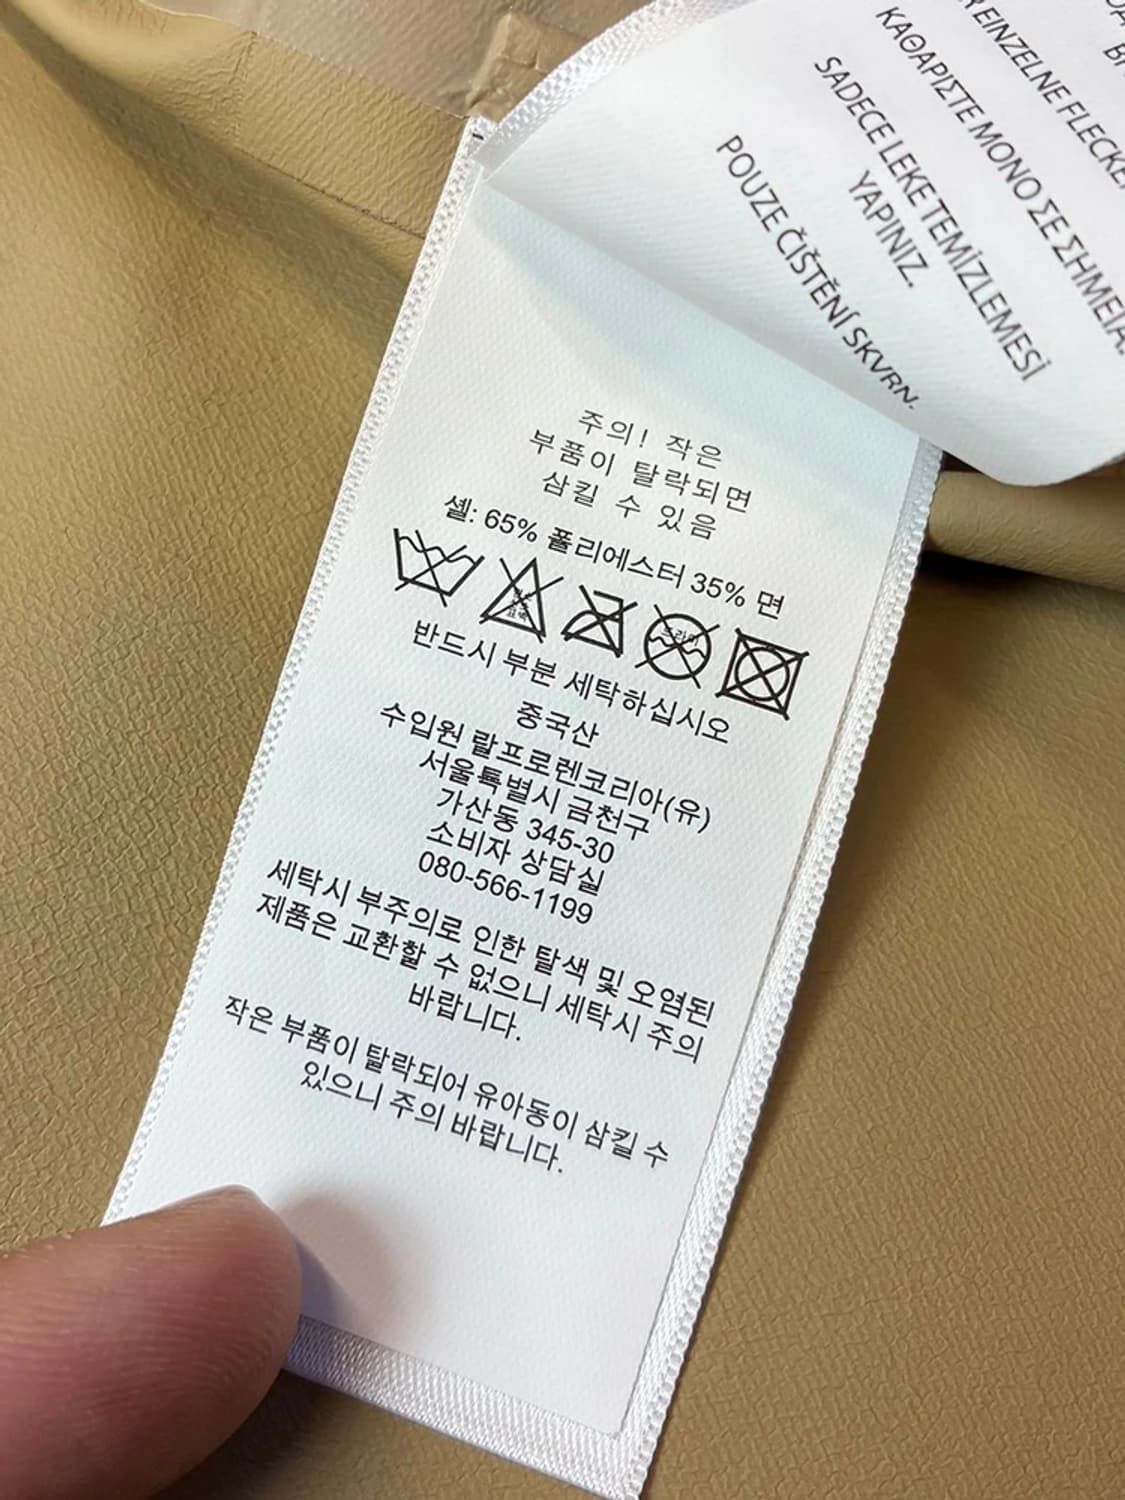 R EINZELNE FLECKE
ΚΑΘΑΡΙΣΤΕ ΜΟΝΟ ΣΕ ΣΗΜΕΙΑ.
SADECE LEKE TEMİZLEMESİ
YAPINIZ.
POUZE ČIŠTĚNÍ SKVRN.
주의! 작은
부품이 탈락되면
삼킬 수 있음
셸: 65% 폴리에스터 35% 면
드라이
반드시 부분 세탁하십시오
중국산
수입원 랄프로렌코리아(유)
서울특별시 금천구
가산동 345-30
소비자 상담실
080-566-1199
세탁시 부주의로 인한 탈색 및 오염된
제품은 교환할 수 없으니 세탁시 주의
바랍니다.
작은 부품이 탈락되어 유아동이 삼킬 수
있으니 주의 바랍니다.